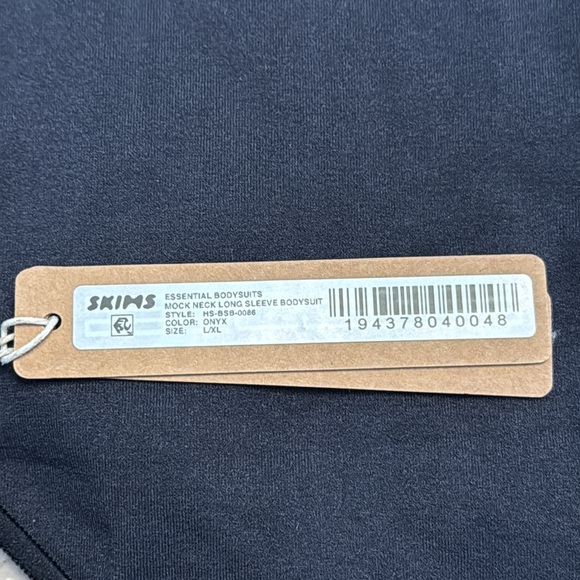 SKIMS
ESSENTIAL BODYSUITS
MOCK NECK LONG SLEEVE BODYSUIT
STYLE: HS-BSB-0086
COLOR: ONYX
SIZE: L/XL
194378040048